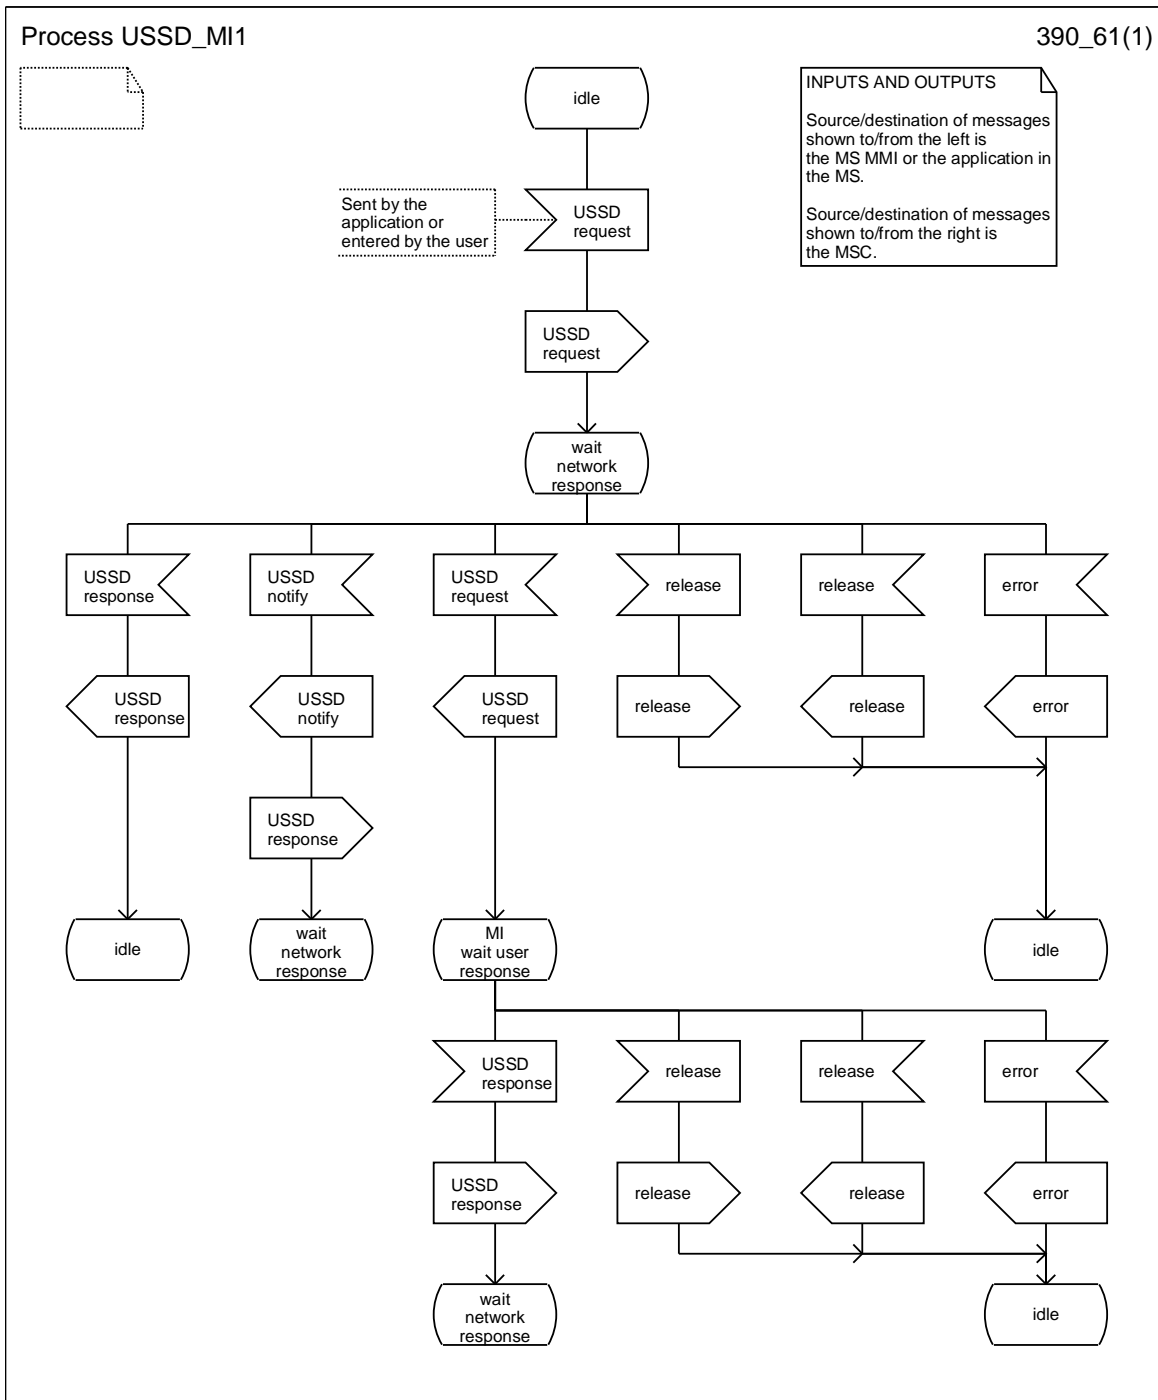 Process USSD_MI1
390_61(1)
idle
INPUTS AND OUTPUTS
Source/destination of messages
shown to/from the left is
the MS MMI or the application in
the MS.
Source/destination of messages
shown to/from the right is
the MSC.
Sent by the
application or
entered by the user
USSD
request
USSD
request
wait
network
response
USSD
response
USSD
notify
USSD
request
release
release
error
USSD
response
USSD
notify
USSD
request
release
release
error
USSD
response
idle
wait
network
response
MI
wait user
response
idle
USSD
response
release
release
error
USSD
response
release
release
error
wait
network
response
idle